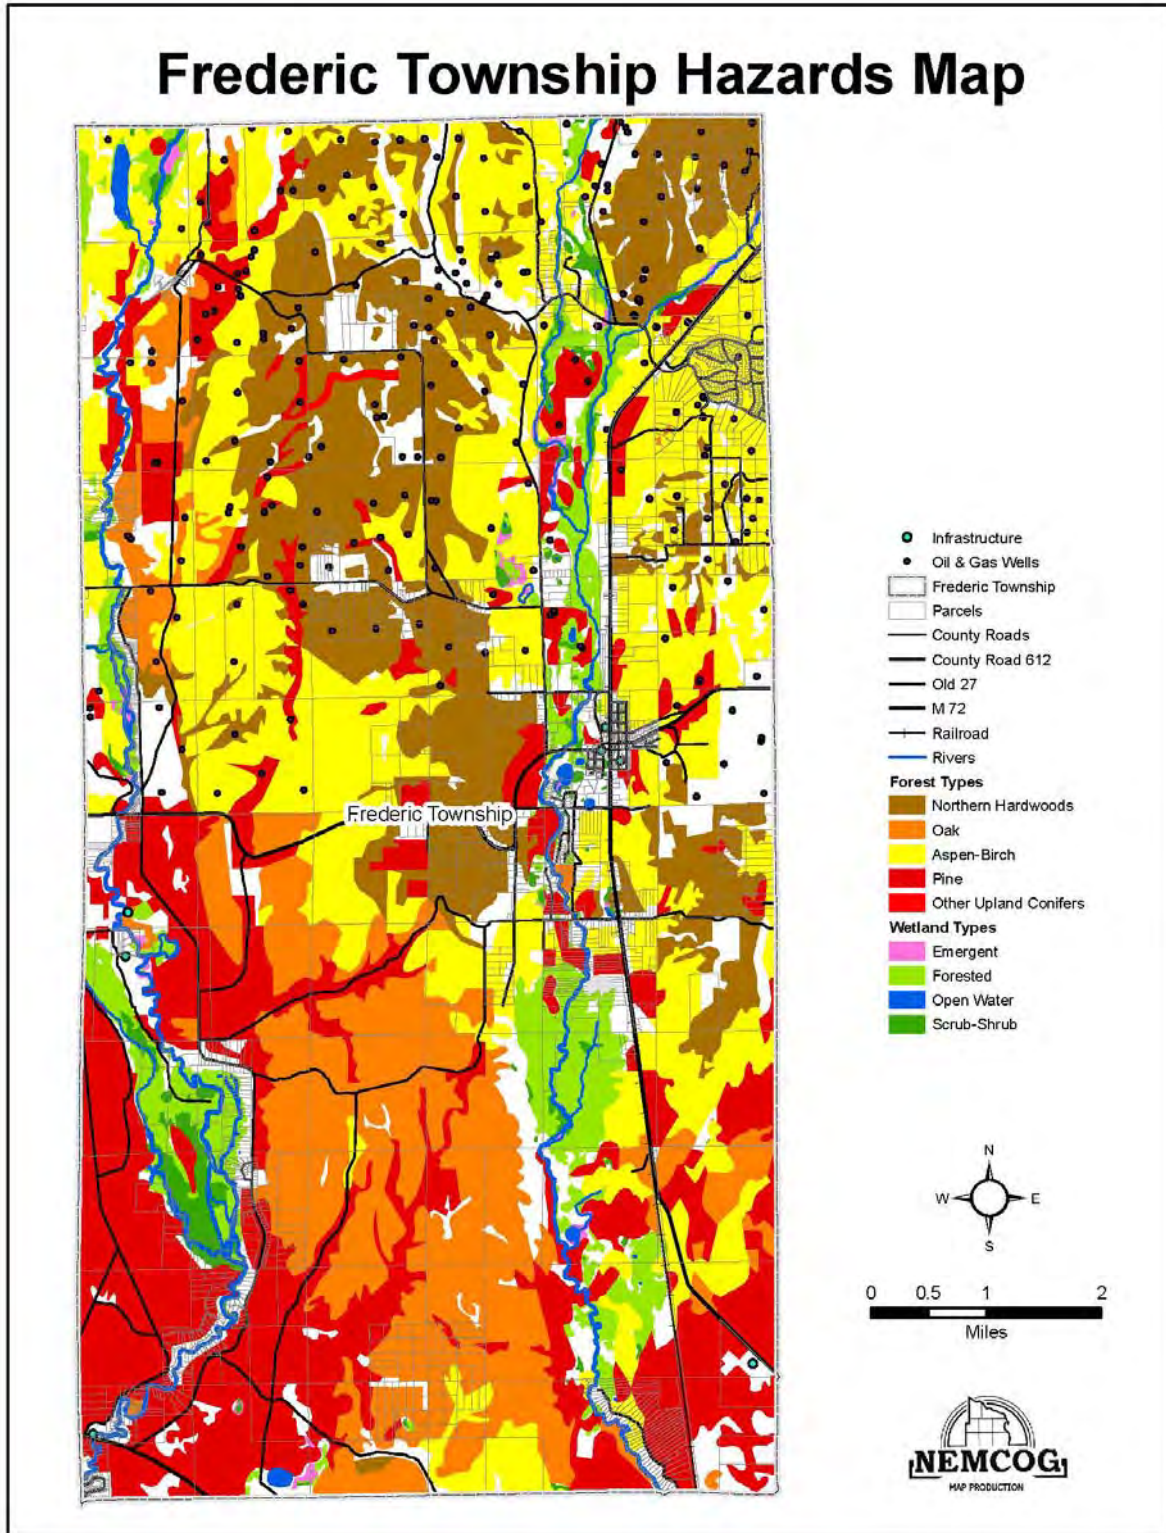 Frederic Township Hazards Map
Frederic Township
Infrastructure
Oil & Gas Wells
Frederic Township
Parcels
County Roads
County Road 612
Old 27
M 72
Railroad
Rivers
Forest Types
Northern Hardwoods
Oak
Aspen-Birch
Pine
Other Upland Conifers
Wetland Types
Emergent
Forested
Open Water
Scrub-Shrub
N
W E
S
0 0.5 1 2
Miles
NEMCOG
MAP PRODUCTION